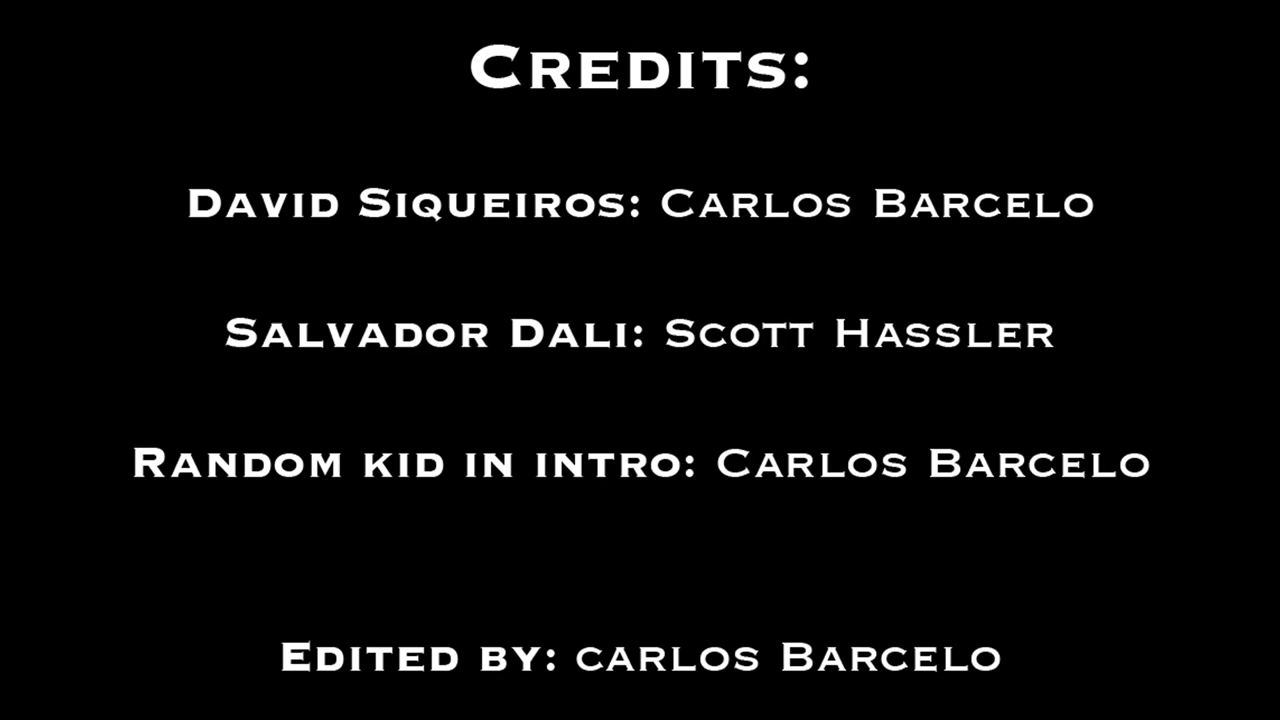 Credits:
David Siqueiros: Carlos Barcelo
Salvador Dali: Scott Hassler
Random kid in intro: Carlos Barcelo
Edited by: carlos Barcelo